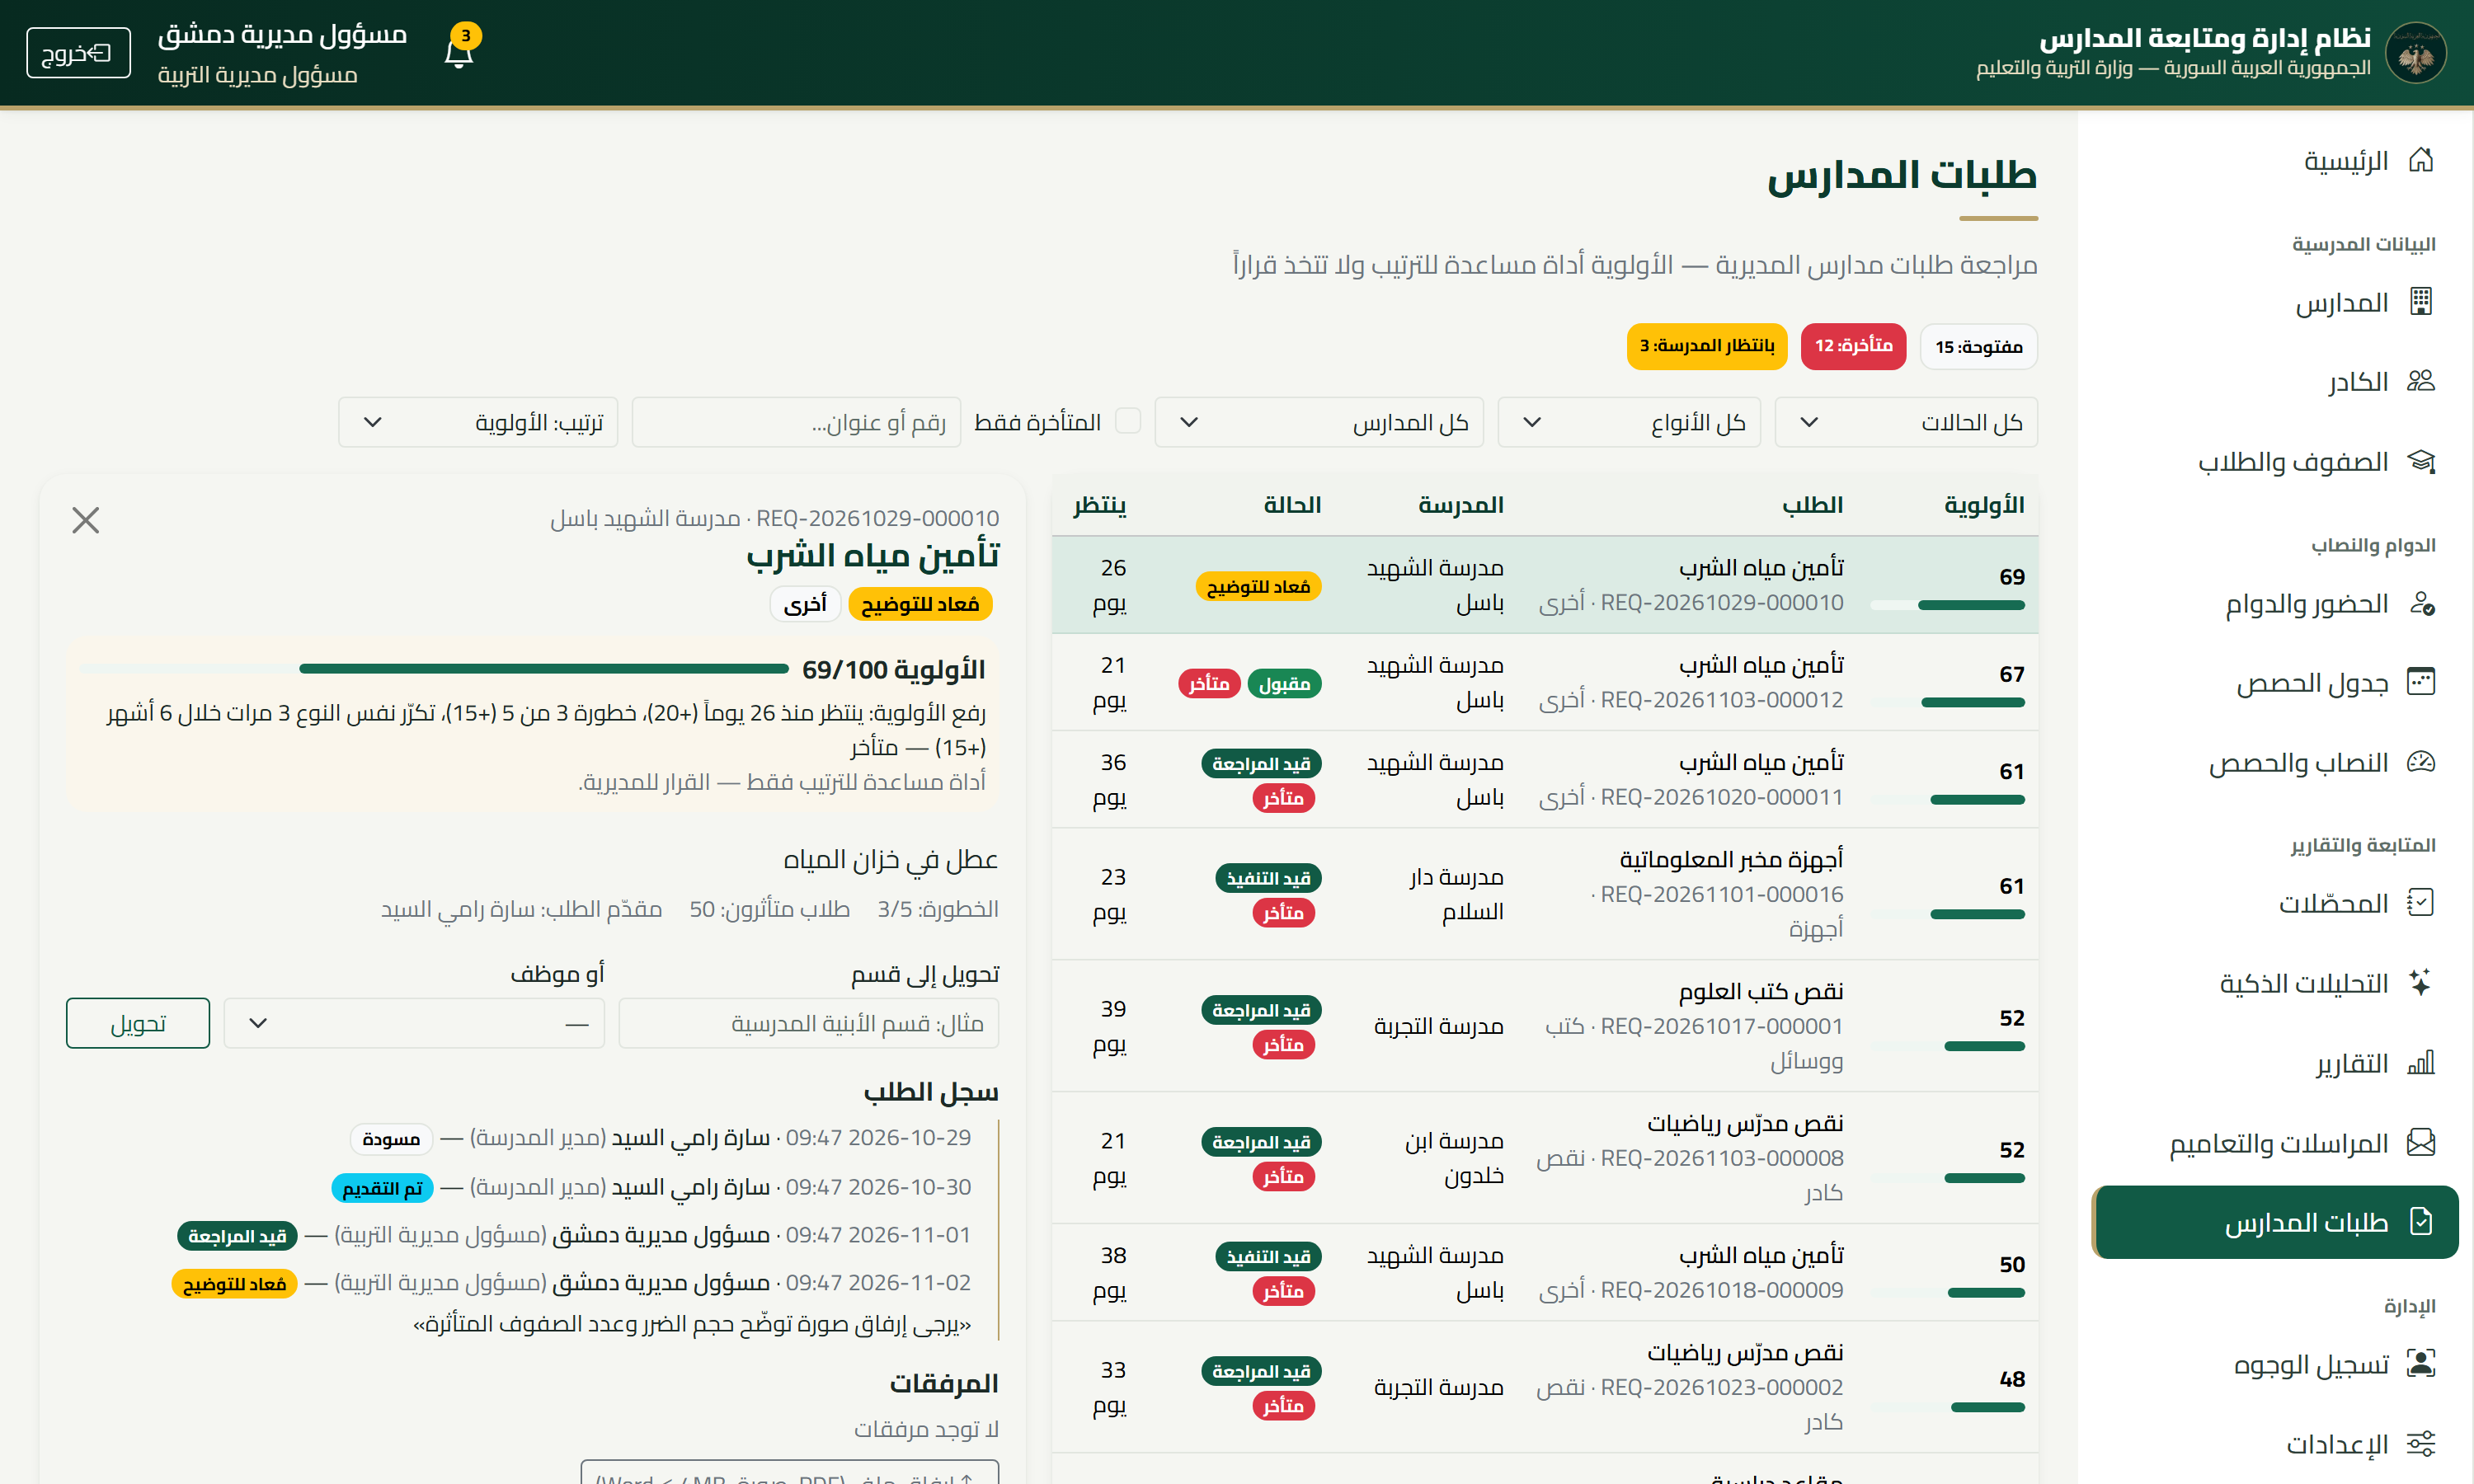 نظام إدارة ومتابعة المدارس
الجمهورية العربية السورية — وزارة التربية والتعليم
3
مسؤول مديرية دمشق
مسؤول مديرية التربية
خروج
الرئيسية
البيانات المدرسية
المدارس
الكادر
الصفوف والطلاب
الدوام والنصاب
الحضور والدوام
جدول الحصص
النصاب والحصص
المتابعة والتقارير
المحصّلات
التحليلات الذكية
التقارير
المراسلات والتعاميم
طلبات المدارس
الإدارة
تسجيل الوجوه
الإعدادات
طلبات المدارس
مراجعة طلبات مدارس المديرية — الأولوية أداة مساعدة للترتيب ولا تتخذ قراراً
مفتوحة: 15
متأخرة: 12
بانتظار المدرسة: 3
كل الحالات
كل الأنواع
كل المدارس
المتأخرة فقط
رقم أو عنوان...
ترتيب: الأولوية
الأولوية الطلب المدرسة الحالة ينتظر
69
تأمين مياه الشرب
REQ-20261029-000010 · أخرى
مدرسة الشهيد
باسل
مُعاد للتوضيح
26
يوم
67
تأمين مياه الشرب
REQ-20261103-000012 · أخرى
مدرسة الشهيد
باسل
مقبول متأخر
21
يوم
61
تأمين مياه الشرب
REQ-20261020-000011 · أخرى
مدرسة الشهيد
باسل
قيد المراجعة
متأخر
36
يوم
61
أجهزة مخبر المعلوماتية
REQ-20261101-000016 ·
أجهزة
مدرسة دار
السلام
قيد التنفيذ
متأخر
23
يوم
52
نقص كتب العلوم
REQ-20261017-000001 · كتب
ووسائل
مدرسة التجربة
قيد المراجعة
متأخر
39
يوم
52
نقص مدرّس رياضيات
REQ-20261103-000008 · نقص
كادر
مدرسة ابن
خلدون
قيد المراجعة
متأخر
21
يوم
50
تأمين مياه الشرب
REQ-20261018-000009 · أخرى
مدرسة الشهيد
باسل
قيد التنفيذ
متأخر
38
يوم
48
نقص مدرّس رياضيات
REQ-20261023-000002 · نقص
كادر
مدرسة التجربة
قيد المراجعة
متأخر
33
يوم
REQ-20261029-000010 · مدرسة الشهيد باسل
تأمين مياه الشرب
مُعاد للتوضيح أخرى
الأولوية 69/100
رفع الأولوية: ينتظر منذ 26 يوماً (+20)، خطورة 3 من 5 (+15)، تكرّر نفس النوع 3 مرات خلال 6 أشهر
(+15) — متأخر
أداة مساعدة للترتيب فقط — القرار للمديرية.
عطل في خزان المياه
الخطورة: 3/5 طلاب متأثرون: 50 مقدّم الطلب: سارة رامي السيد
تحويل إلى قسم
أو موظف
مثال: قسم الأبنية المدرسية
—
تحويل
سجل الطلب
2026-10-29 09:47 · سارة رامي السيد (مدير المدرسة) — مسودة
2026-10-30 09:47 · سارة رامي السيد (مدير المدرسة) — تم التقديم
2026-11-01 09:47 · مسؤول مديرية دمشق (مسؤول مديرية التربية) — قيد المراجعة
2026-11-02 09:47 · مسؤول مديرية دمشق (مسؤول مديرية التربية) — مُعاد للتوضيح
«يرجى إرفاق صورة توضّح حجم الضرر وعدد الصفوف المتأثرة»
المرفقات
لا توجد مرفقات